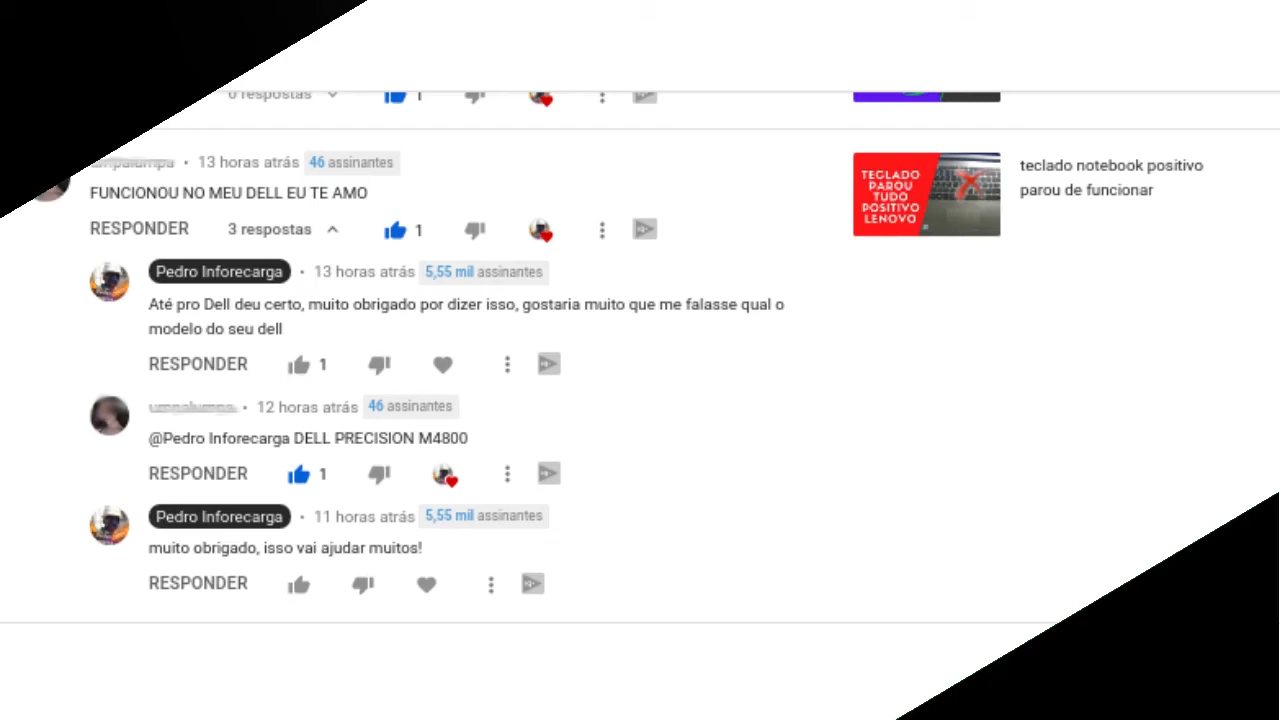 0 respostas 1
13 horas atrás 46 assinantes
FUNCIONOU NO MEU DELL EU TE AMO
RESPONDER 3 respostas 1
Pedro Inforecarga • 13 horas atrás 5,55 mil assinantes
Até pro Dell deu certo, muito obrigado por dizer isso, gostaria muito que me falasse qual o
modelo do seu dell
RESPONDER 1
• 12 horas atrás 46 assinantes
@Pedro Inforecarga DELL PRECISION M4800
RESPONDER 1
Pedro Inforecarga • 11 horas atrás 5,55 mil assinantes
muito obrigado, isso vai ajudar muitos!
RESPONDER
TECLADO
PAROU
TUDO
POSITIVO
LENOVO
teclado notebook positivo
parou de funcionar